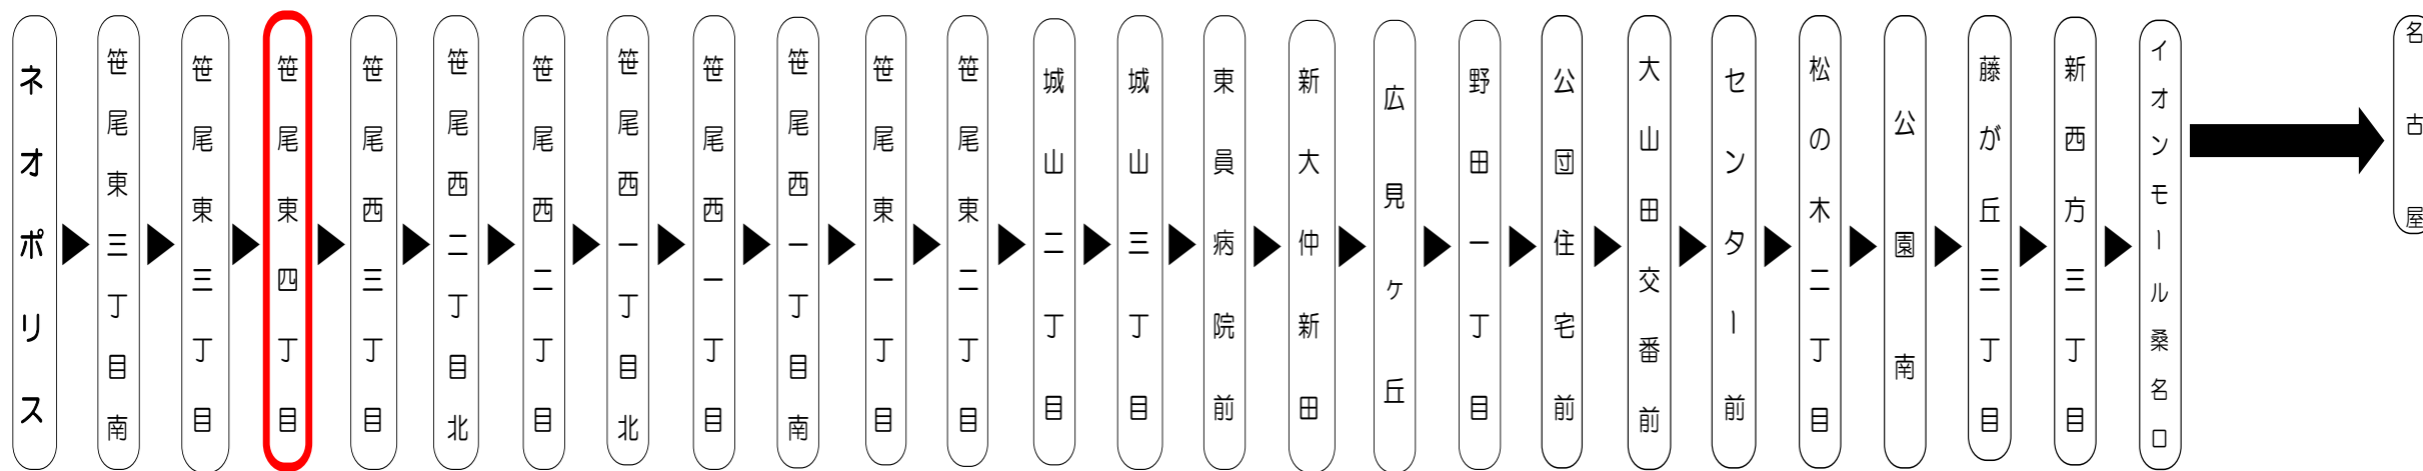 ネオポリス
笹尾東三丁目南
笹尾東三丁目
笹尾東四丁目
笹尾西三丁目
笹尾西二丁目北
笹尾西二丁目
笹尾西一丁目北
笹尾西一丁目
笹尾西一丁目南
笹尾東一丁目
笹尾東二丁目
城山二丁目
城山三丁目
東員病院前
新大仲新田
広見ヶ丘
野田一丁目
公団住宅前
大山田交番前
センター前
松の木二丁目
公園南
藤が丘三丁目
新西方三丁目
イオンモール桑名口
名古屋